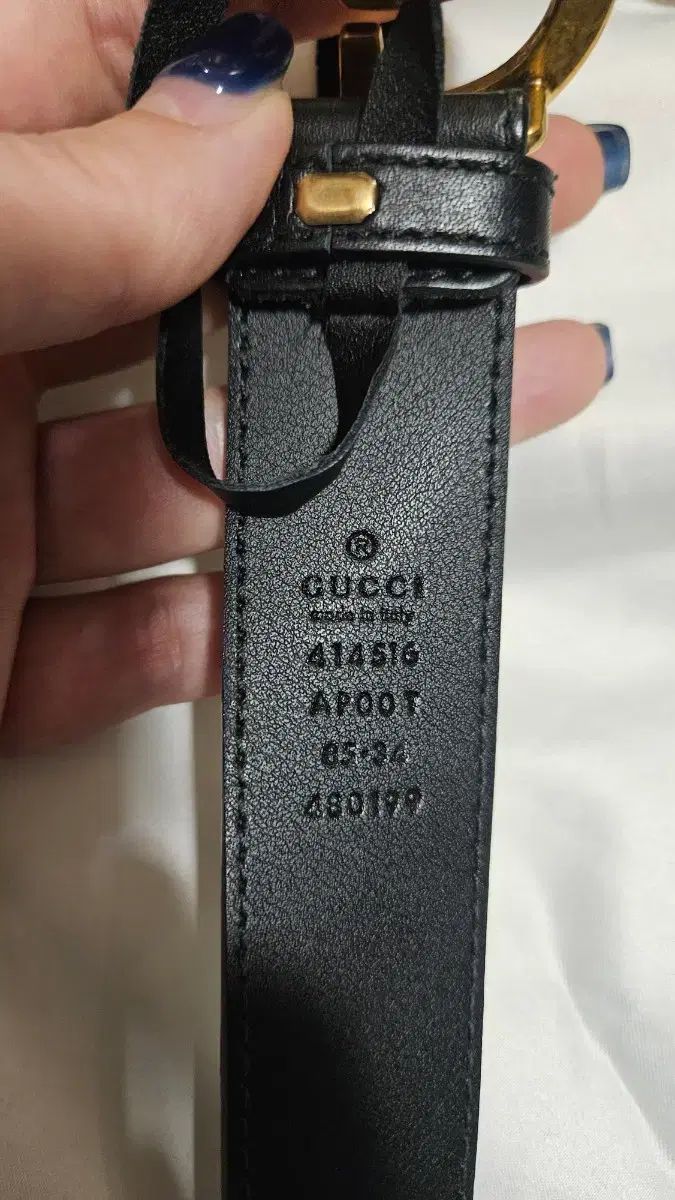 ®
GUCCI
made in italy
414516
AP00T
85·34
480199